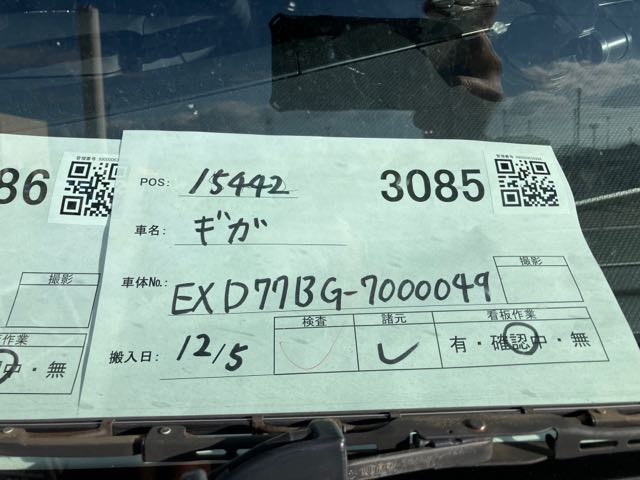 86
POS: 15442
3085
車名: ギガ
車体No.: EXD77BG-7000049
撮影
搬入日: 12/5
検査 諸元 看板作業
有・確認中・無
撮影
作業
中・無